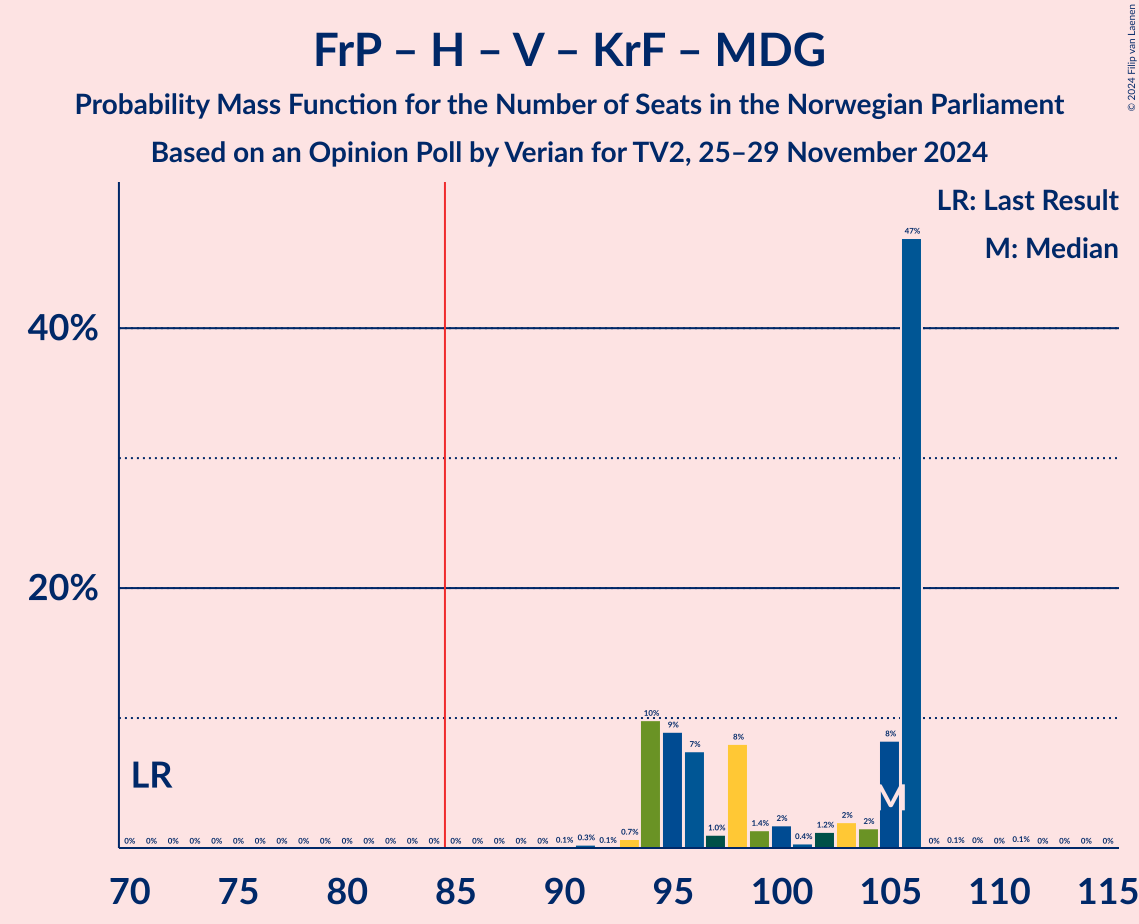 FrP – H – V – KrF – MDG
Probability Mass Function for the Number of Seats in the Norwegian Parliament
Based on an Opinion Poll by Verian for TV2, 25–29 November 2024
© 2024 Filip van Laenen
LR: Last Result
M: Median
47%
40%
20%
10%
9%
7%
1.0%
8%
1.4%
2%
0.4%
1.2%
2%
2%
8%
LR
M
0% 0% 0% 0% 0% 0% 0% 0% 0% 0% 0% 0% 0% 0% 0% 0% 0% 0% 0% 0% 0.1% 0.3% 0.1% 0.7% 0% 0.1% 0% 0% 0.1% 0% 0% 0% 0%
70 75 80 85 90 95 100 105 110 115